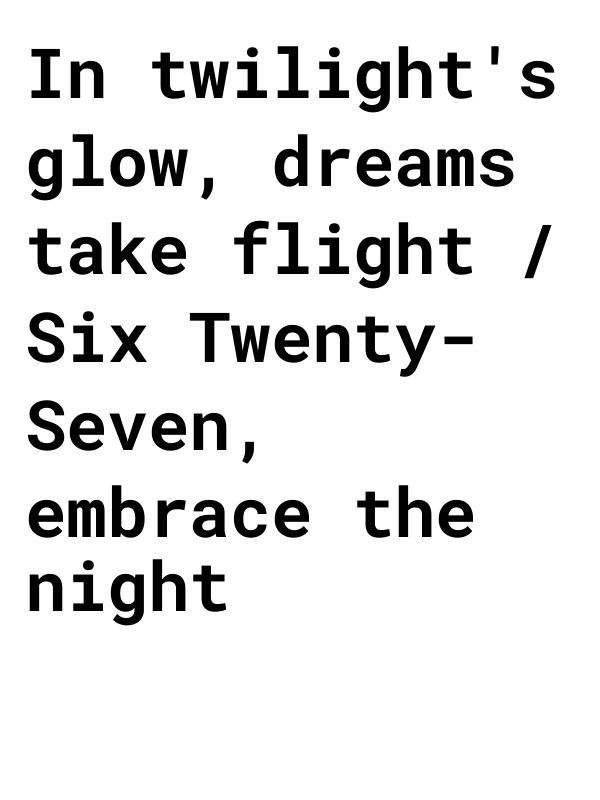 In twilight's
glow, dreams
take flight /
Six Twenty-
Seven,
embrace the
night